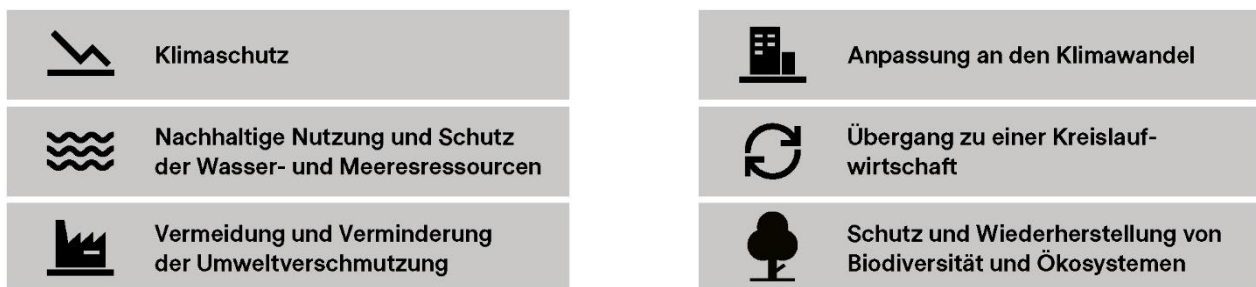 Klimaschutz
Anpassung an den Klimawandel
Nachhaltige Nutzung und Schutz
der Wasser- und Meeresressourcen
Übergang zu einer Kreislauf-
wirtschaft
Vermeidung und Verminderung
der Umweltverschmutzung
Schutz und Wiederherstellung von
Biodiversität und Ökosystemen